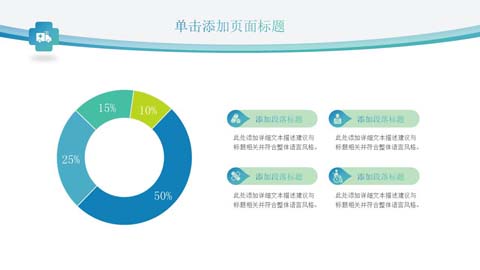 单击添加页面标题
15%
10%
25%
50%
添加段落标题
此处添加详细文本描述建议与
标题相关并符合整体语言风格。
添加段落标题
此处添加详细文本描述建议与
标题相关并符合整体语言风格。
添加段落标题
此处添加详细文本描述建议与
标题相关并符合整体语言风格。
添加段落标题
此处添加详细文本描述建议与
标题相关并符合整体语言风格。